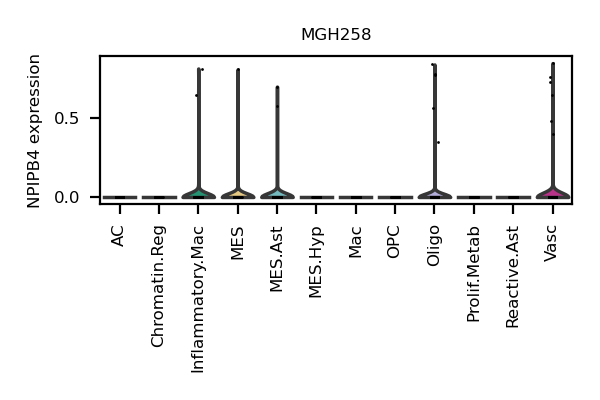 MGH258
NPIPB4 expression
0.5
0.0
AC
Chromatin.Reg
Inflammatory.Mac
MES
MES.Ast
MES.Hyp
Mac
OPC
Oligo
Prolif.Metab
Reactive.Ast
Vasc